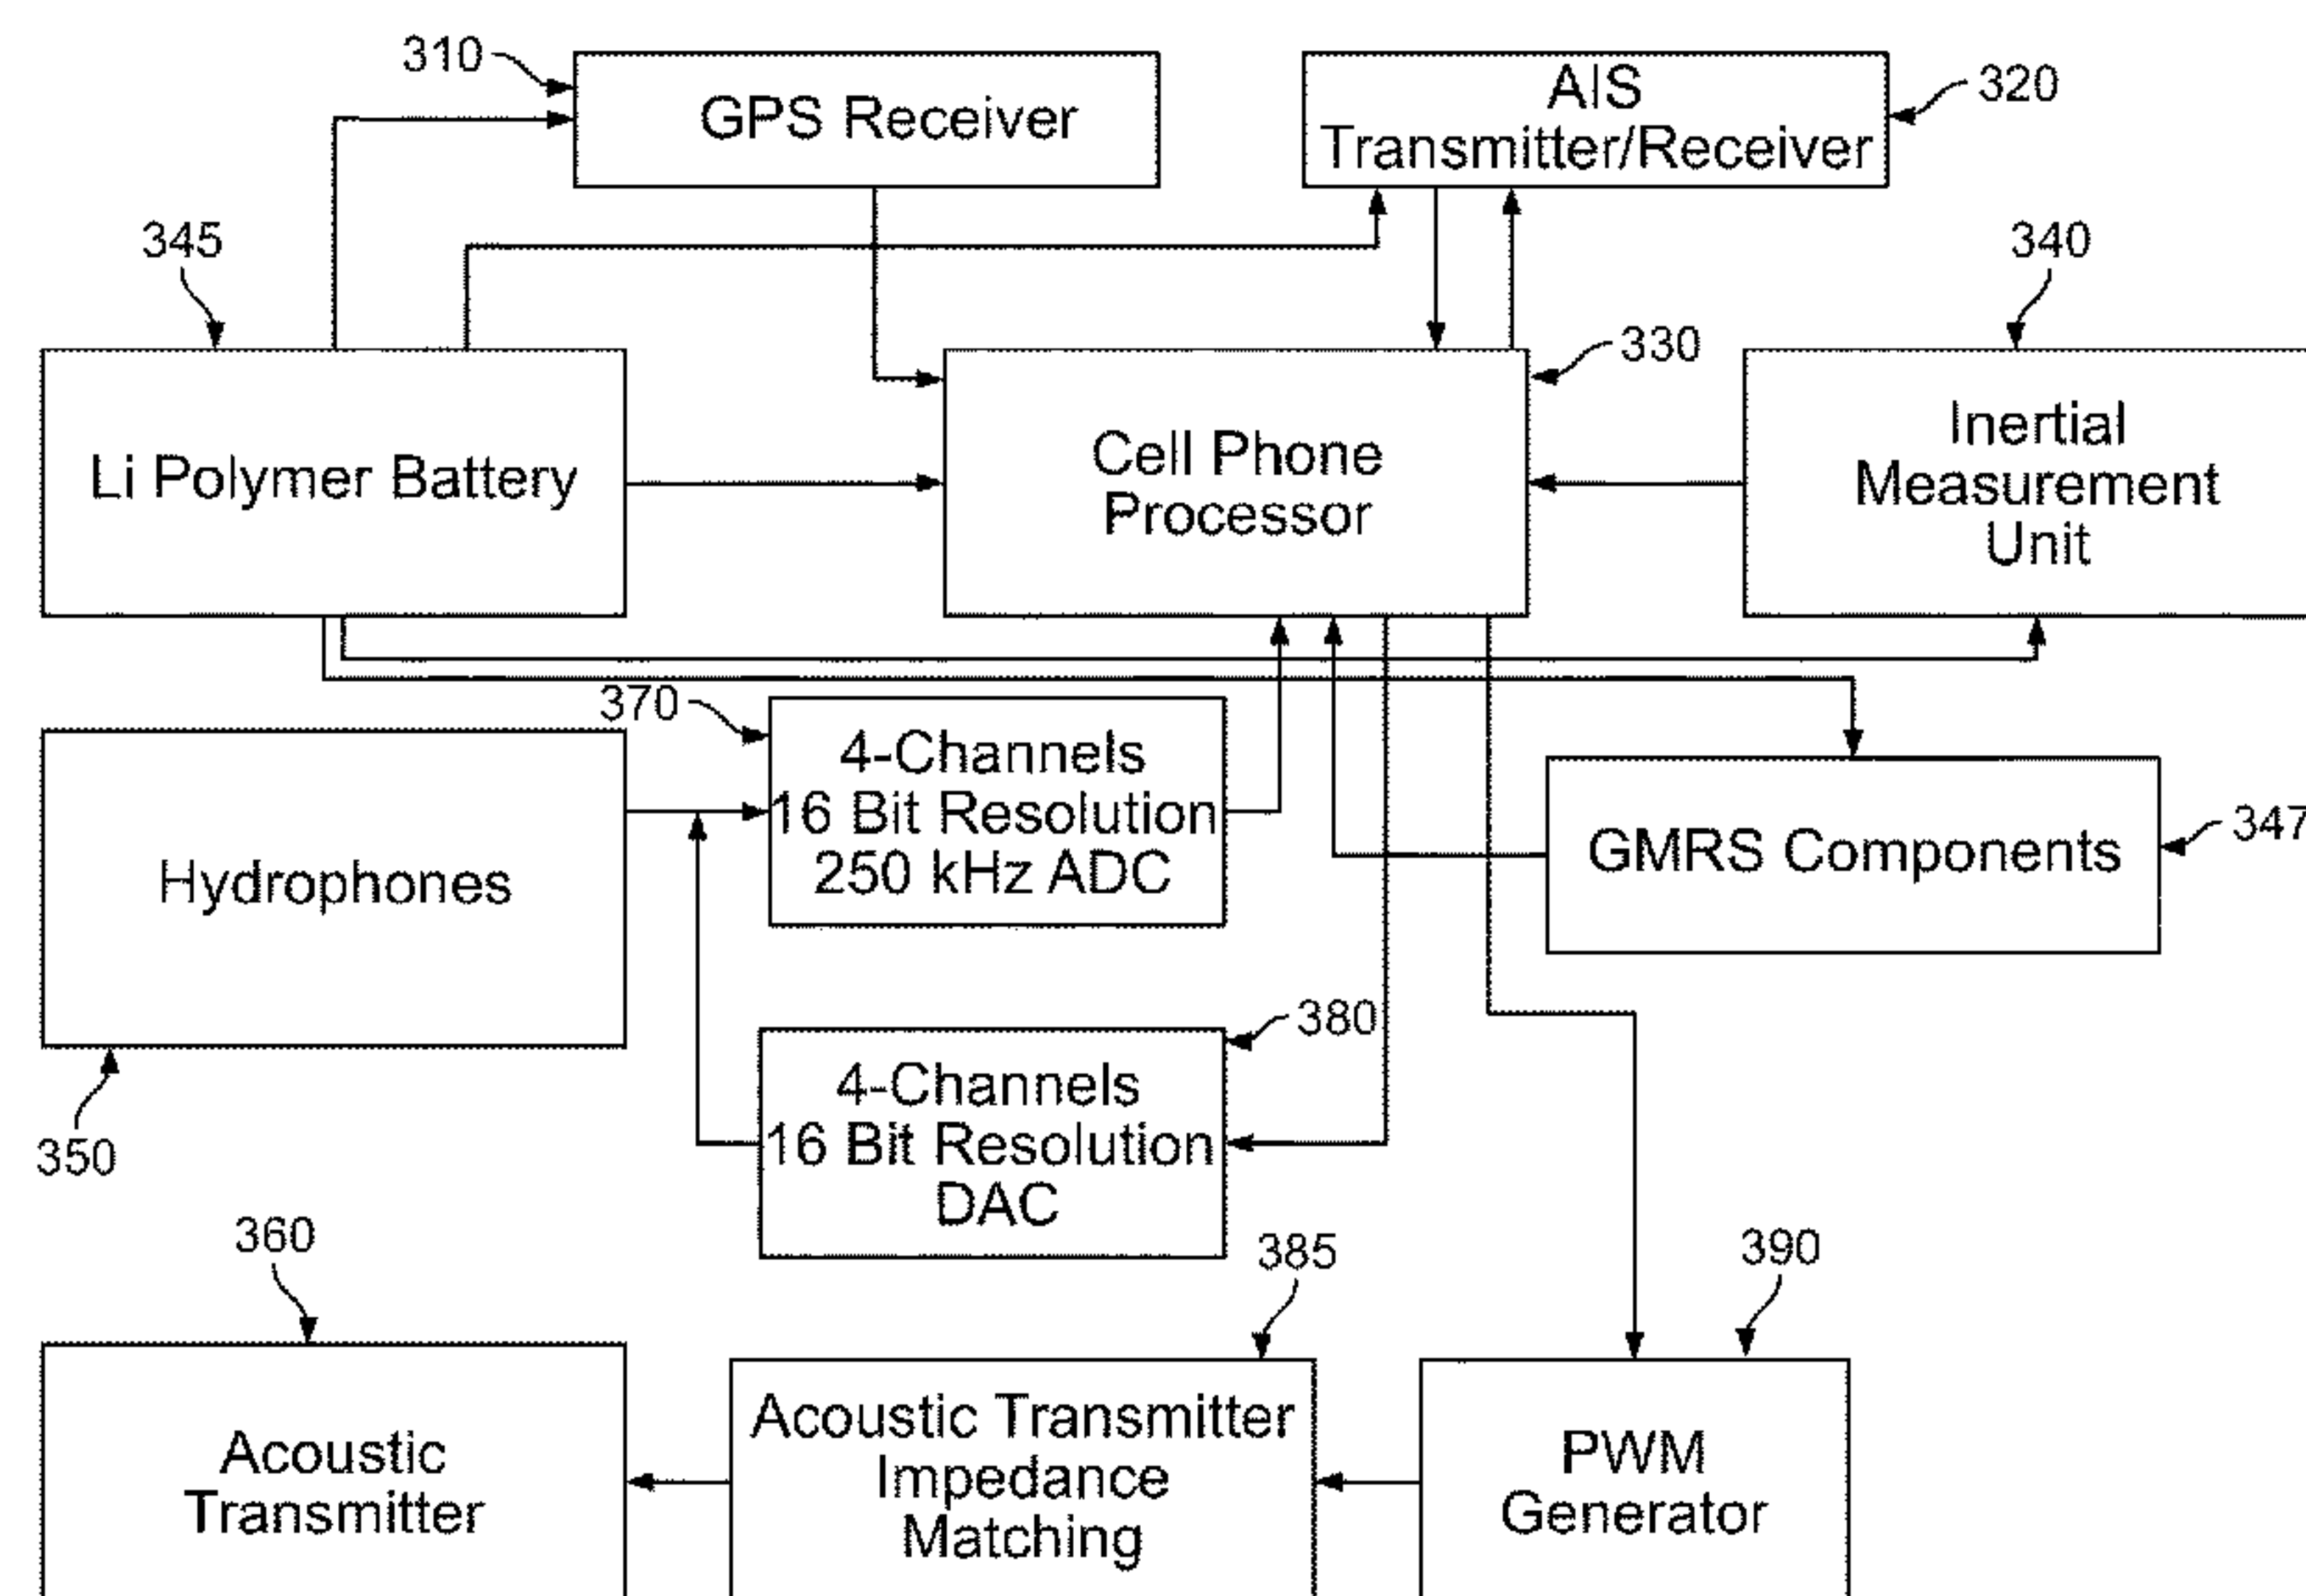 310
GPS Receiver
AIS
Transmitter/Receiver
320
345
340
330
Li Polymer Battery
Cell Phone
Processor
Inertial
Measurement
Unit
370
4-Channels
16 Bit Resolution
250 kHz ADC
Hydrophones
GMRS Components
347
350
380
4-Channels
16 Bit Resolution
DAC
360
385
390
Acoustic
Transmitter
Acoustic Transmitter
Impedance
Matching
PWM
Generator